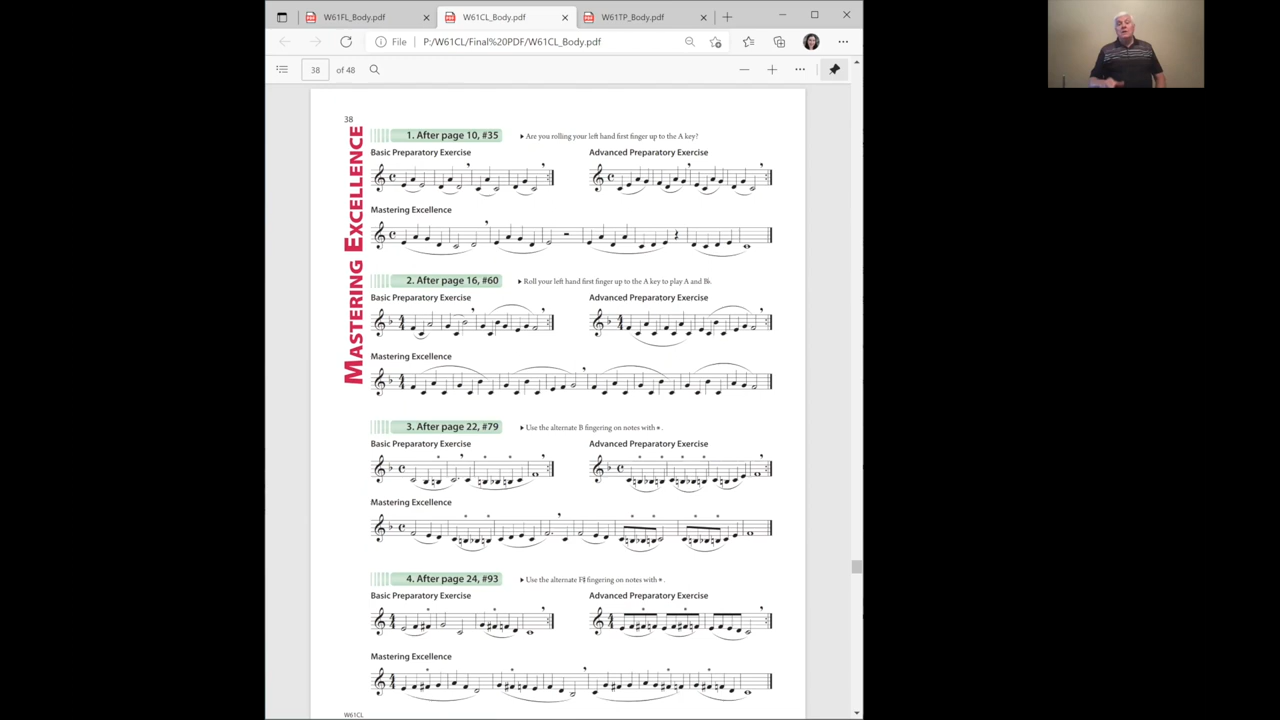 W61FL_Body.pdf
W61CL_Body.pdf
W61TP_Body.pdf
File
P:/W61CL/Final%20PDF/W61CL_Body.pdf
38
of 48
38
MASTERING EXCELLENCE
1. After page 10, #35
▸ Are you rolling your left hand first finger up to the A key?
Basic Preparatory Exercise
Advanced Preparatory Exercise
Mastering Excellence
2. After page 16, #60
▸ Roll your left hand first finger up to the A key to play A and B♭.
Basic Preparatory Exercise
Advanced Preparatory Exercise
Mastering Excellence
3. After page 22, #79
▸ Use the alternate B fingering on notes with *.
Basic Preparatory Exercise
Advanced Preparatory Exercise
Mastering Excellence
4. After page 24, #93
▸ Use the alternate F♯ fingering on notes with *.
Basic Preparatory Exercise
Advanced Preparatory Exercise
Mastering Excellence
W61CL